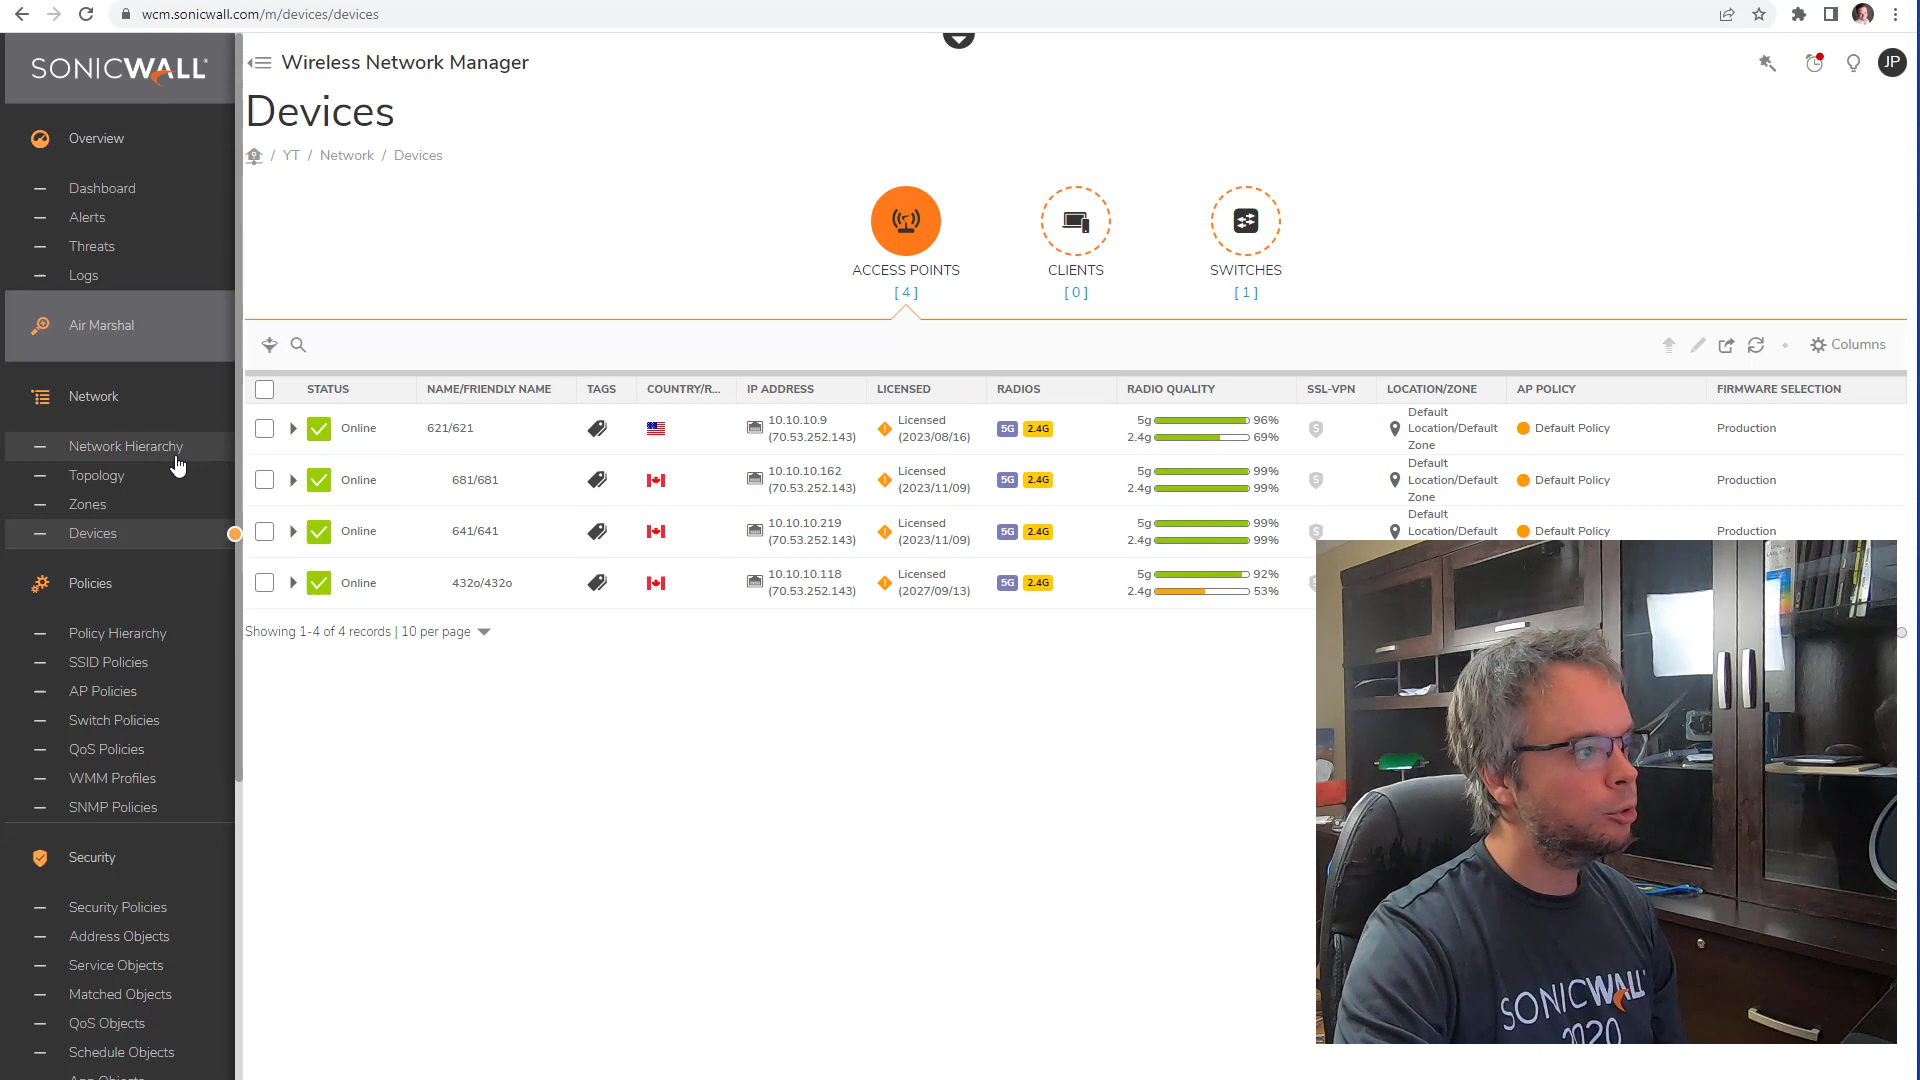 wcm.sonicwall.com/m/devices/devices
SONICWALL
Wireless Network Manager
JP
Devices
/ YT / Network / Devices
Overview
Dashboard
Alerts
Threats
Logs
Air Marshal
Network
Network Hierarchy
Topology
Zones
Devices
Policies
Policy Hierarchy
SSID Policies
AP Policies
Switch Policies
QoS Policies
WMM Profiles
SNMP Policies
Security
Security Policies
Address Objects
Service Objects
Matched Objects
QoS Objects
Schedule Objects
ACCESS POINTS
[ 4 ]
CLIENTS
[ 0 ]
SWITCHES
[ 1 ]
Columns
STATUS NAME/FRIENDLY NAME TAGS COUNTRY/R... IP ADDRESS LICENSED RADIOS RADIO QUALITY SSL-VPN LOCATION/ZONE AP POLICY FIRMWARE SELECTION
Online 621/621 10.10.10.9 (70.53.252.143) Licensed (2023/08/16) 5G 2.4G 5g 96% 2.4g 69% Default Location/Default Zone Default Policy Production
Online 681/681 10.10.10.162 (70.53.252.143) Licensed (2023/11/09) 5G 2.4G 5g 99% 2.4g 99% Default Location/Default Zone Default Policy Production
Online 641/641 10.10.10.219 (70.53.252.143) Licensed (2023/11/09) 5G 2.4G 5g 99% 2.4g 99% Default Location/Default Default Policy Production
Online 432o/432o 10.10.10.118 (70.53.252.143) Licensed (2027/09/13) 5G 2.4G 5g 92% 2.4g 53%
Showing 1-4 of 4 records | 10 per page
SONICWALL
2020